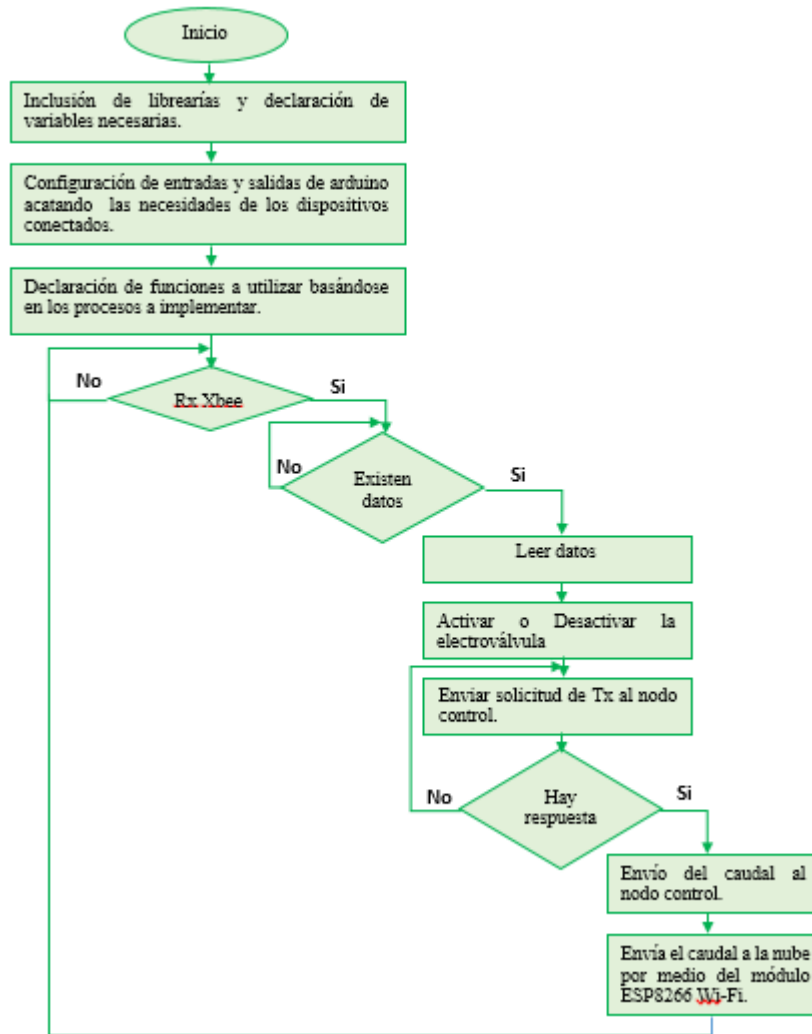 Inicio
Inclusión de librearías y declaración de
variables necesarias.
Configuración de entradas y salidas de arduino
acatando las necesidades de los dispositivos
conectados.
Declaración de funciones a utilizar basándose
en los procesos a implementar.
No
Rx Xbee
Si
No
Existen
datos
Si
Leer datos
Activar o Desactivar la
electroválvula
Enviar solicitud de Tx al nodo
control.
No
Hay
respuesta
Si
Envío del caudal al
nodo control.
Envía el caudal a la nube
por medio del módulo
ESP8266 Wi-Fi.